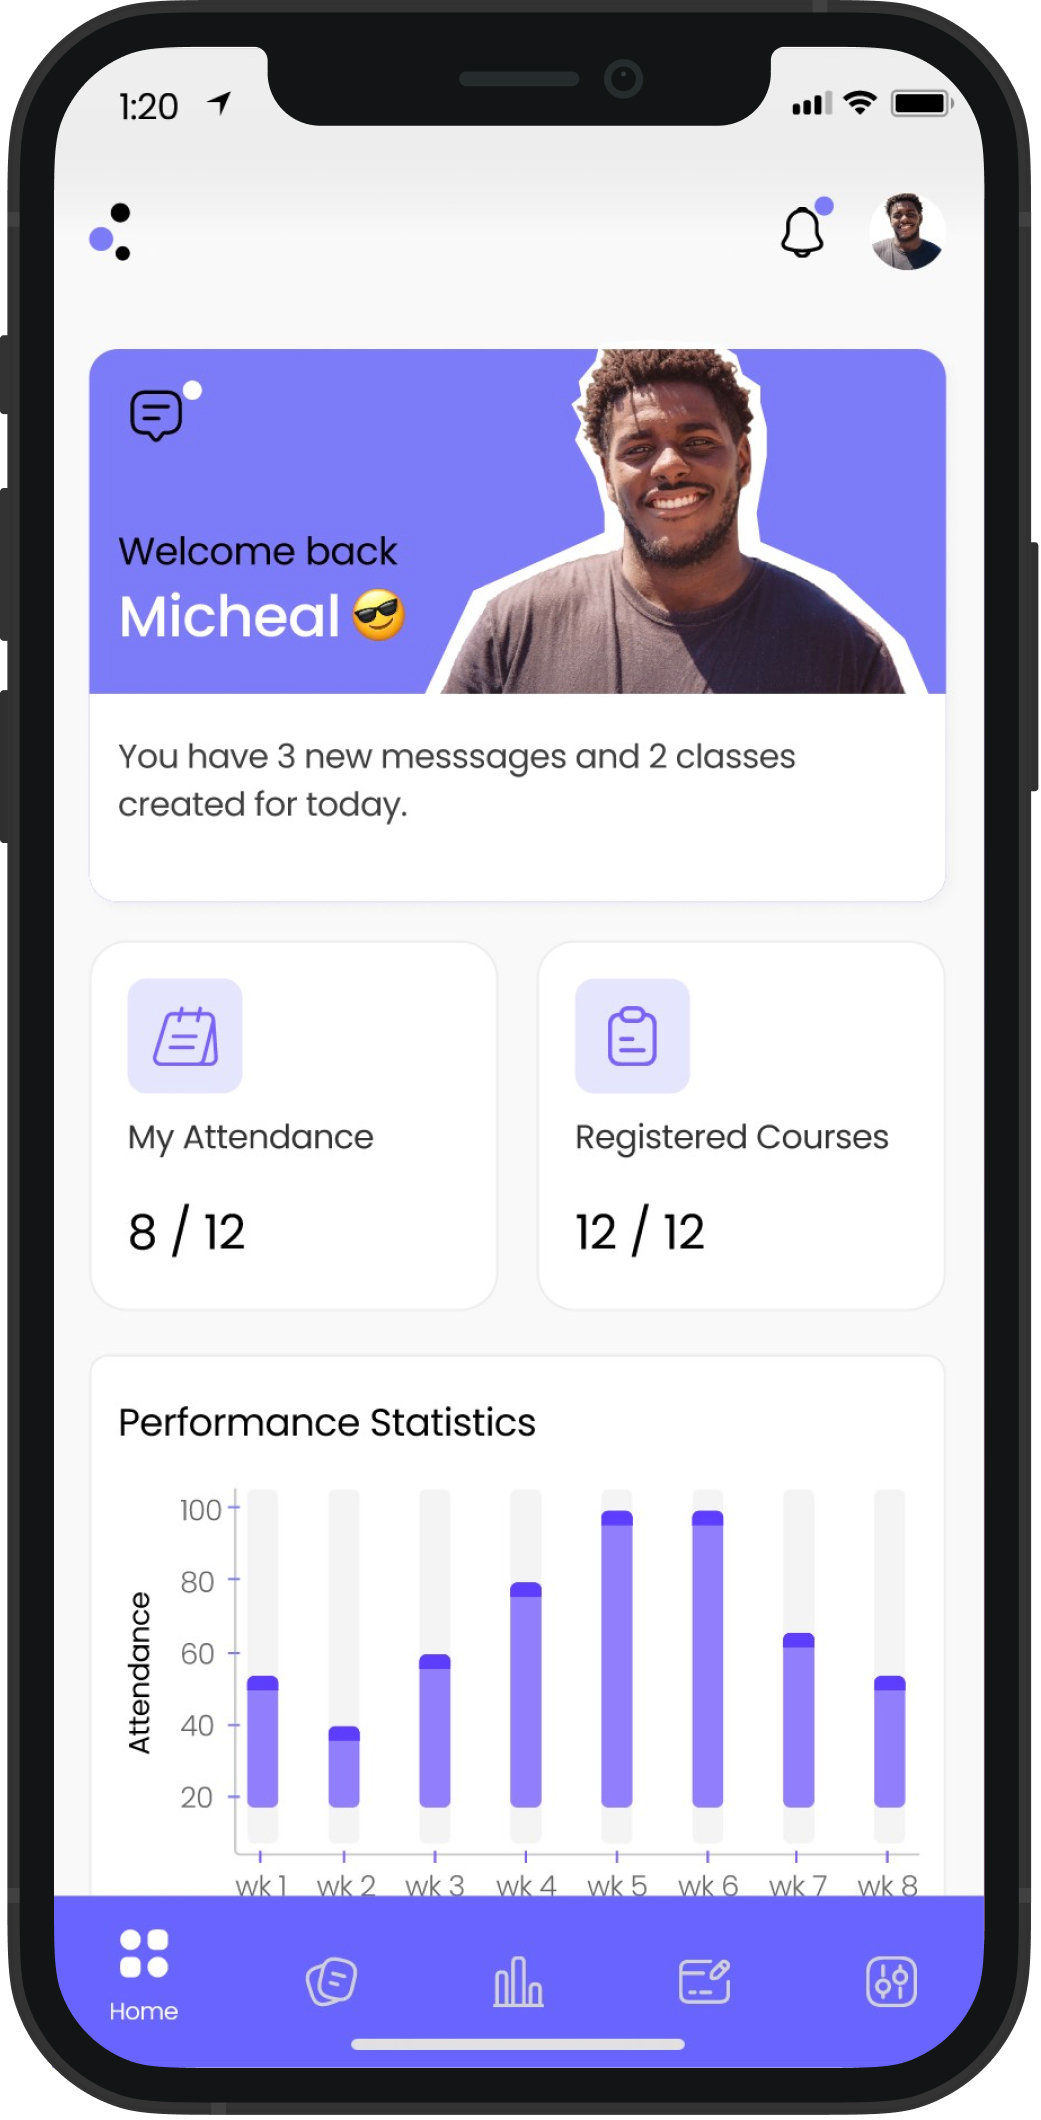 1:20
Welcome back
Micheal 😎
You have 3 new messsages and 2 classes
created for today.
My Attendance
8 / 12
Registered Courses
12 / 12
Performance Statistics
Attendance
100
80
60
40
20
wk 1 wk 2 wk 3 wk 4 wk 5 wk 6 wk 7 wk 8
Home